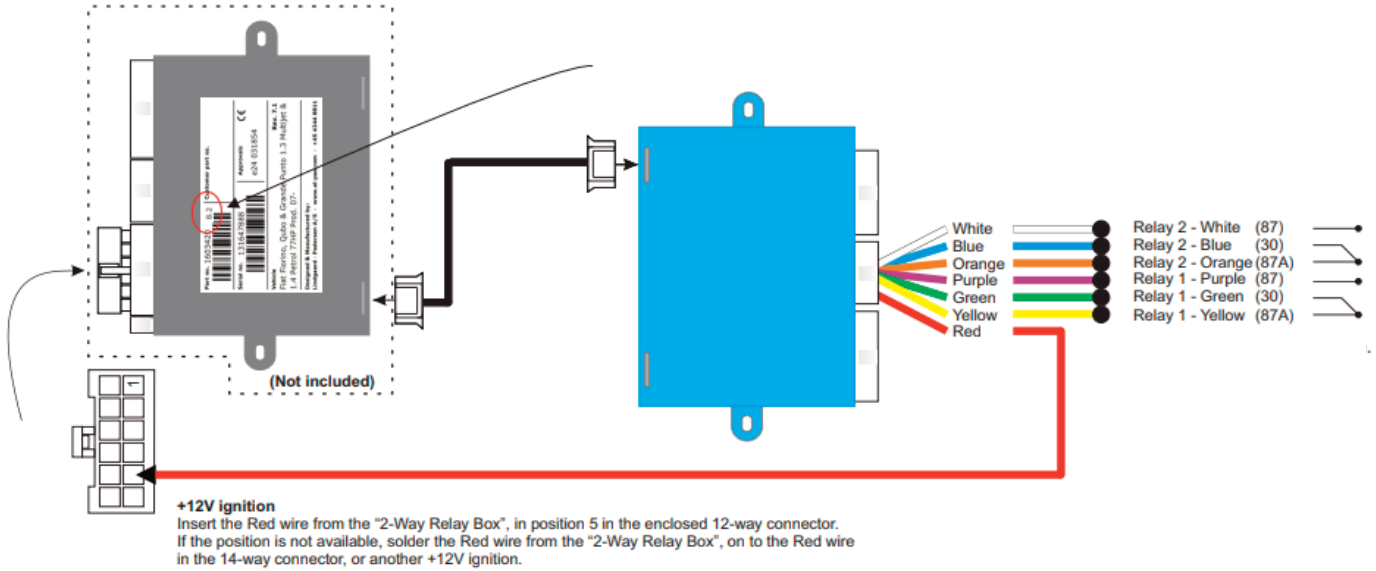 Part no. 1603420 8.2 Customer part no.
Serial no. 131647888 Approvals
e24 031854
CE
Vehicle Rev. 7.1
Fiat Fiorino, Qubo & Grande Punto 1.3 Multijet &
1.4 Petrol 77HP Prod. 07-
Designed & Manufactured by:
(Not included)
1
White
Blue
Orange
Purple
Green
Yellow
Red
Relay 2 - White (87)
Relay 2 - Blue (30)
Relay 2 - Orange (87A)
Relay 1 - Purple (87)
Relay 1 - Green (30)
Relay 1 - Yellow (87A)
+12V ignition
Insert the Red wire from the “2-Way Relay Box”, in position 5 in the enclosed 12-way connector.
If the position is not available, solder the Red wire from the “2-Way Relay Box”, on to the Red wire
in the 14-way connector, or another +12V ignition.